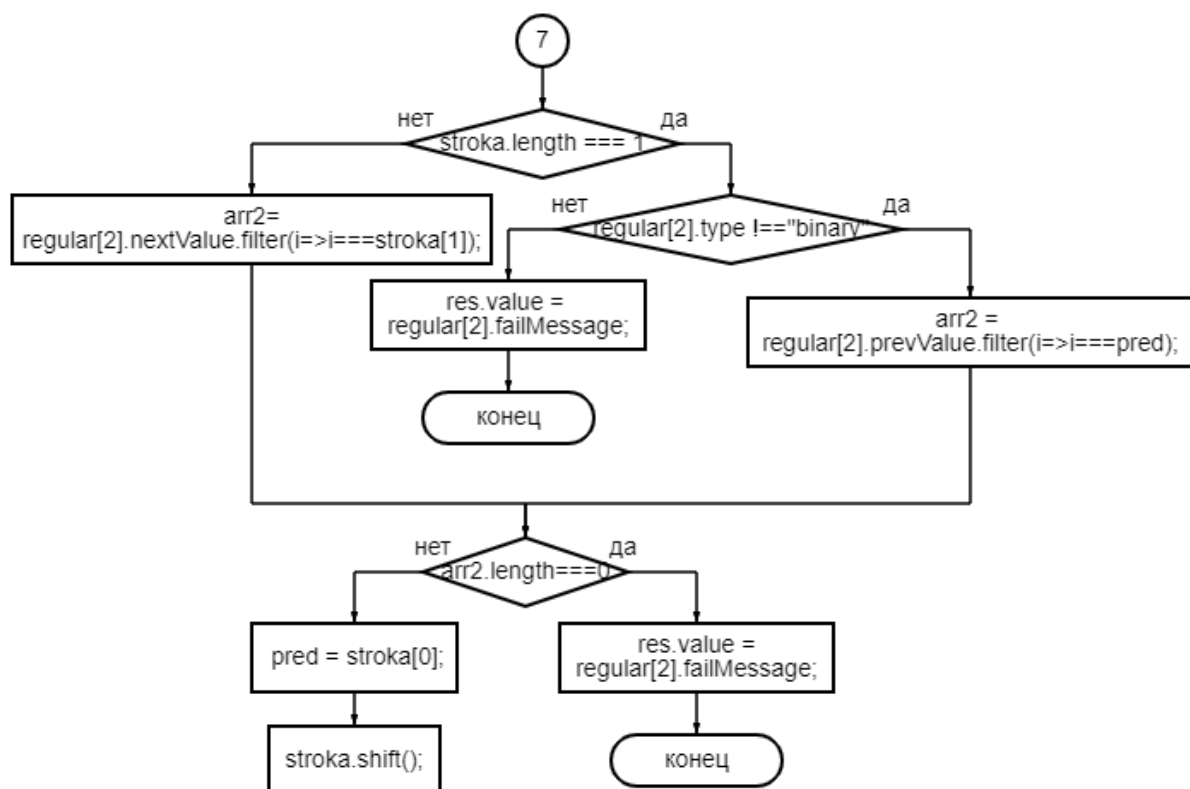 7
нет
да
stroka.length === 1
arr2=
regular[2].nextValue.filter(i=>i===stroka[1]);
нет
да
regular[2].type !=="binary"
res.value =
regular[2].failMessage;
arr2 =
regular[2].prevValue.filter(i=>i===pred);
конец
нет
да
arr2.length===0
pred = stroka[0];
res.value =
regular[2].failMessage;
stroka.shift();
конец